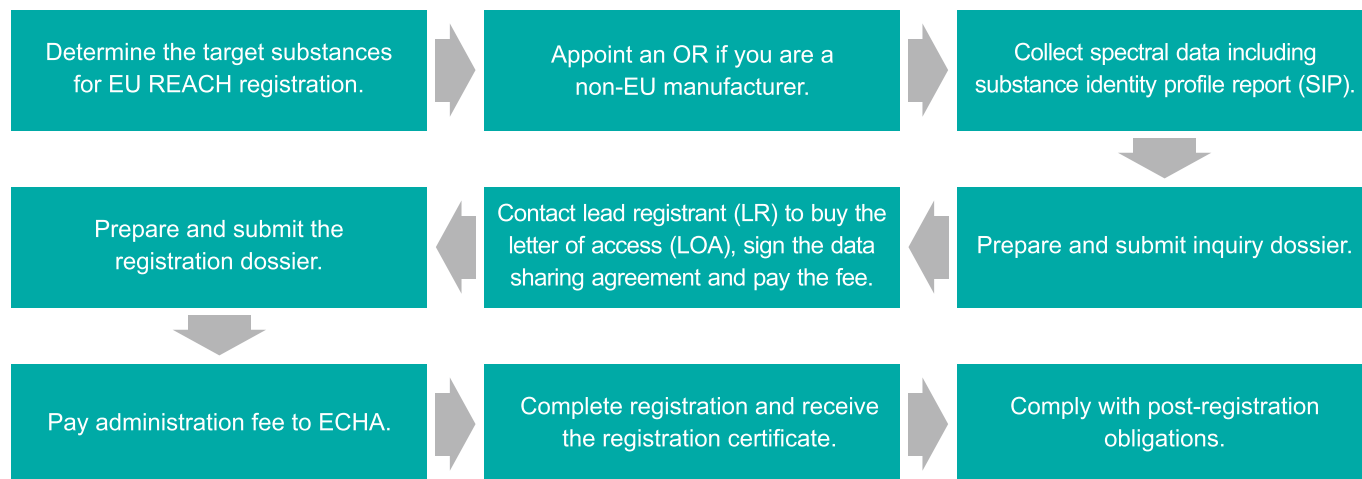 Determine the target substances
for EU REACH registration.
Appoint an OR if you are a
non-EU manufacturer.
Collect spectral data including
substance identity profile report (SIP).
Prepare and submit inquiry dossier.
Contact lead registrant (LR) to buy the
letter of access (LOA), sign the data
sharing agreement and pay the fee.
Prepare and submit the
registration dossier.
Pay administration fee to ECHA.
Complete registration and receive
the registration certificate.
Comply with post-registration
obligations.